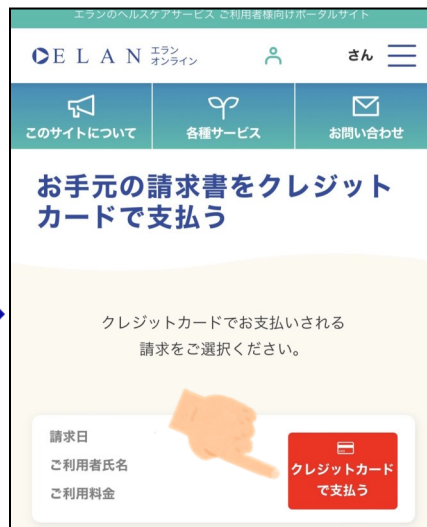 エランのヘルスケアサービス ご利用者様向けポータルサイト
ELAN エラン
オンライン
さん
このサイトについて
各種サービス
お問い合わせ
お手元の請求書をクレジット
カードで支払う
クレジットカードでお支払いされる
請求をご選択ください。
請求日
ご利用者氏名
ご利用料金
クレジットカード
で支払う